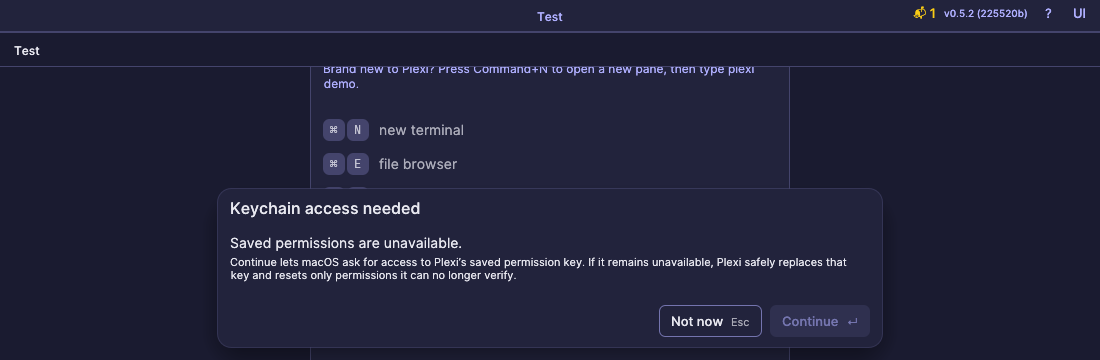 Test
1 v0.5.2 (225520b) ? UI
Test
Brand new to Plexi? Press Command+N to open a new pane, then type plexi
demo.
⌘ N new terminal
⌘ E file browser
Keychain access needed
Saved permissions are unavailable.
Continue lets macOS ask for access to Plexi's saved permission key. If it remains unavailable, Plexi safely replaces that
key and resets only permissions it can no longer verify.
Not now Esc Continue ↵